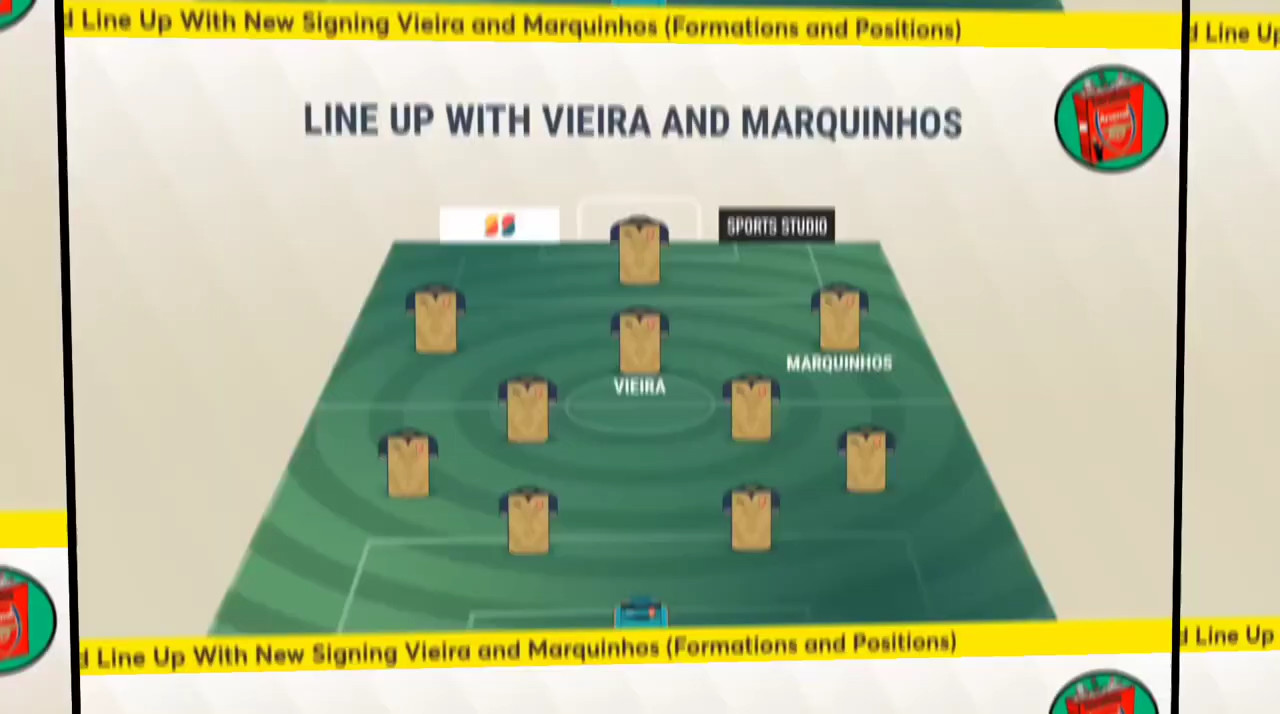 d Line Up With New Signing Vieira and Marquinhos (Formations and Positions)
d Line Up
LINE UP WITH VIEIRA AND MARQUINHOS
Arsenal
SPORTS STUDIO
MARQUINHOS
VIEIRA
d Line Up With New Signing Vieira and Marquinhos (Formations and Positions)
d Line Up